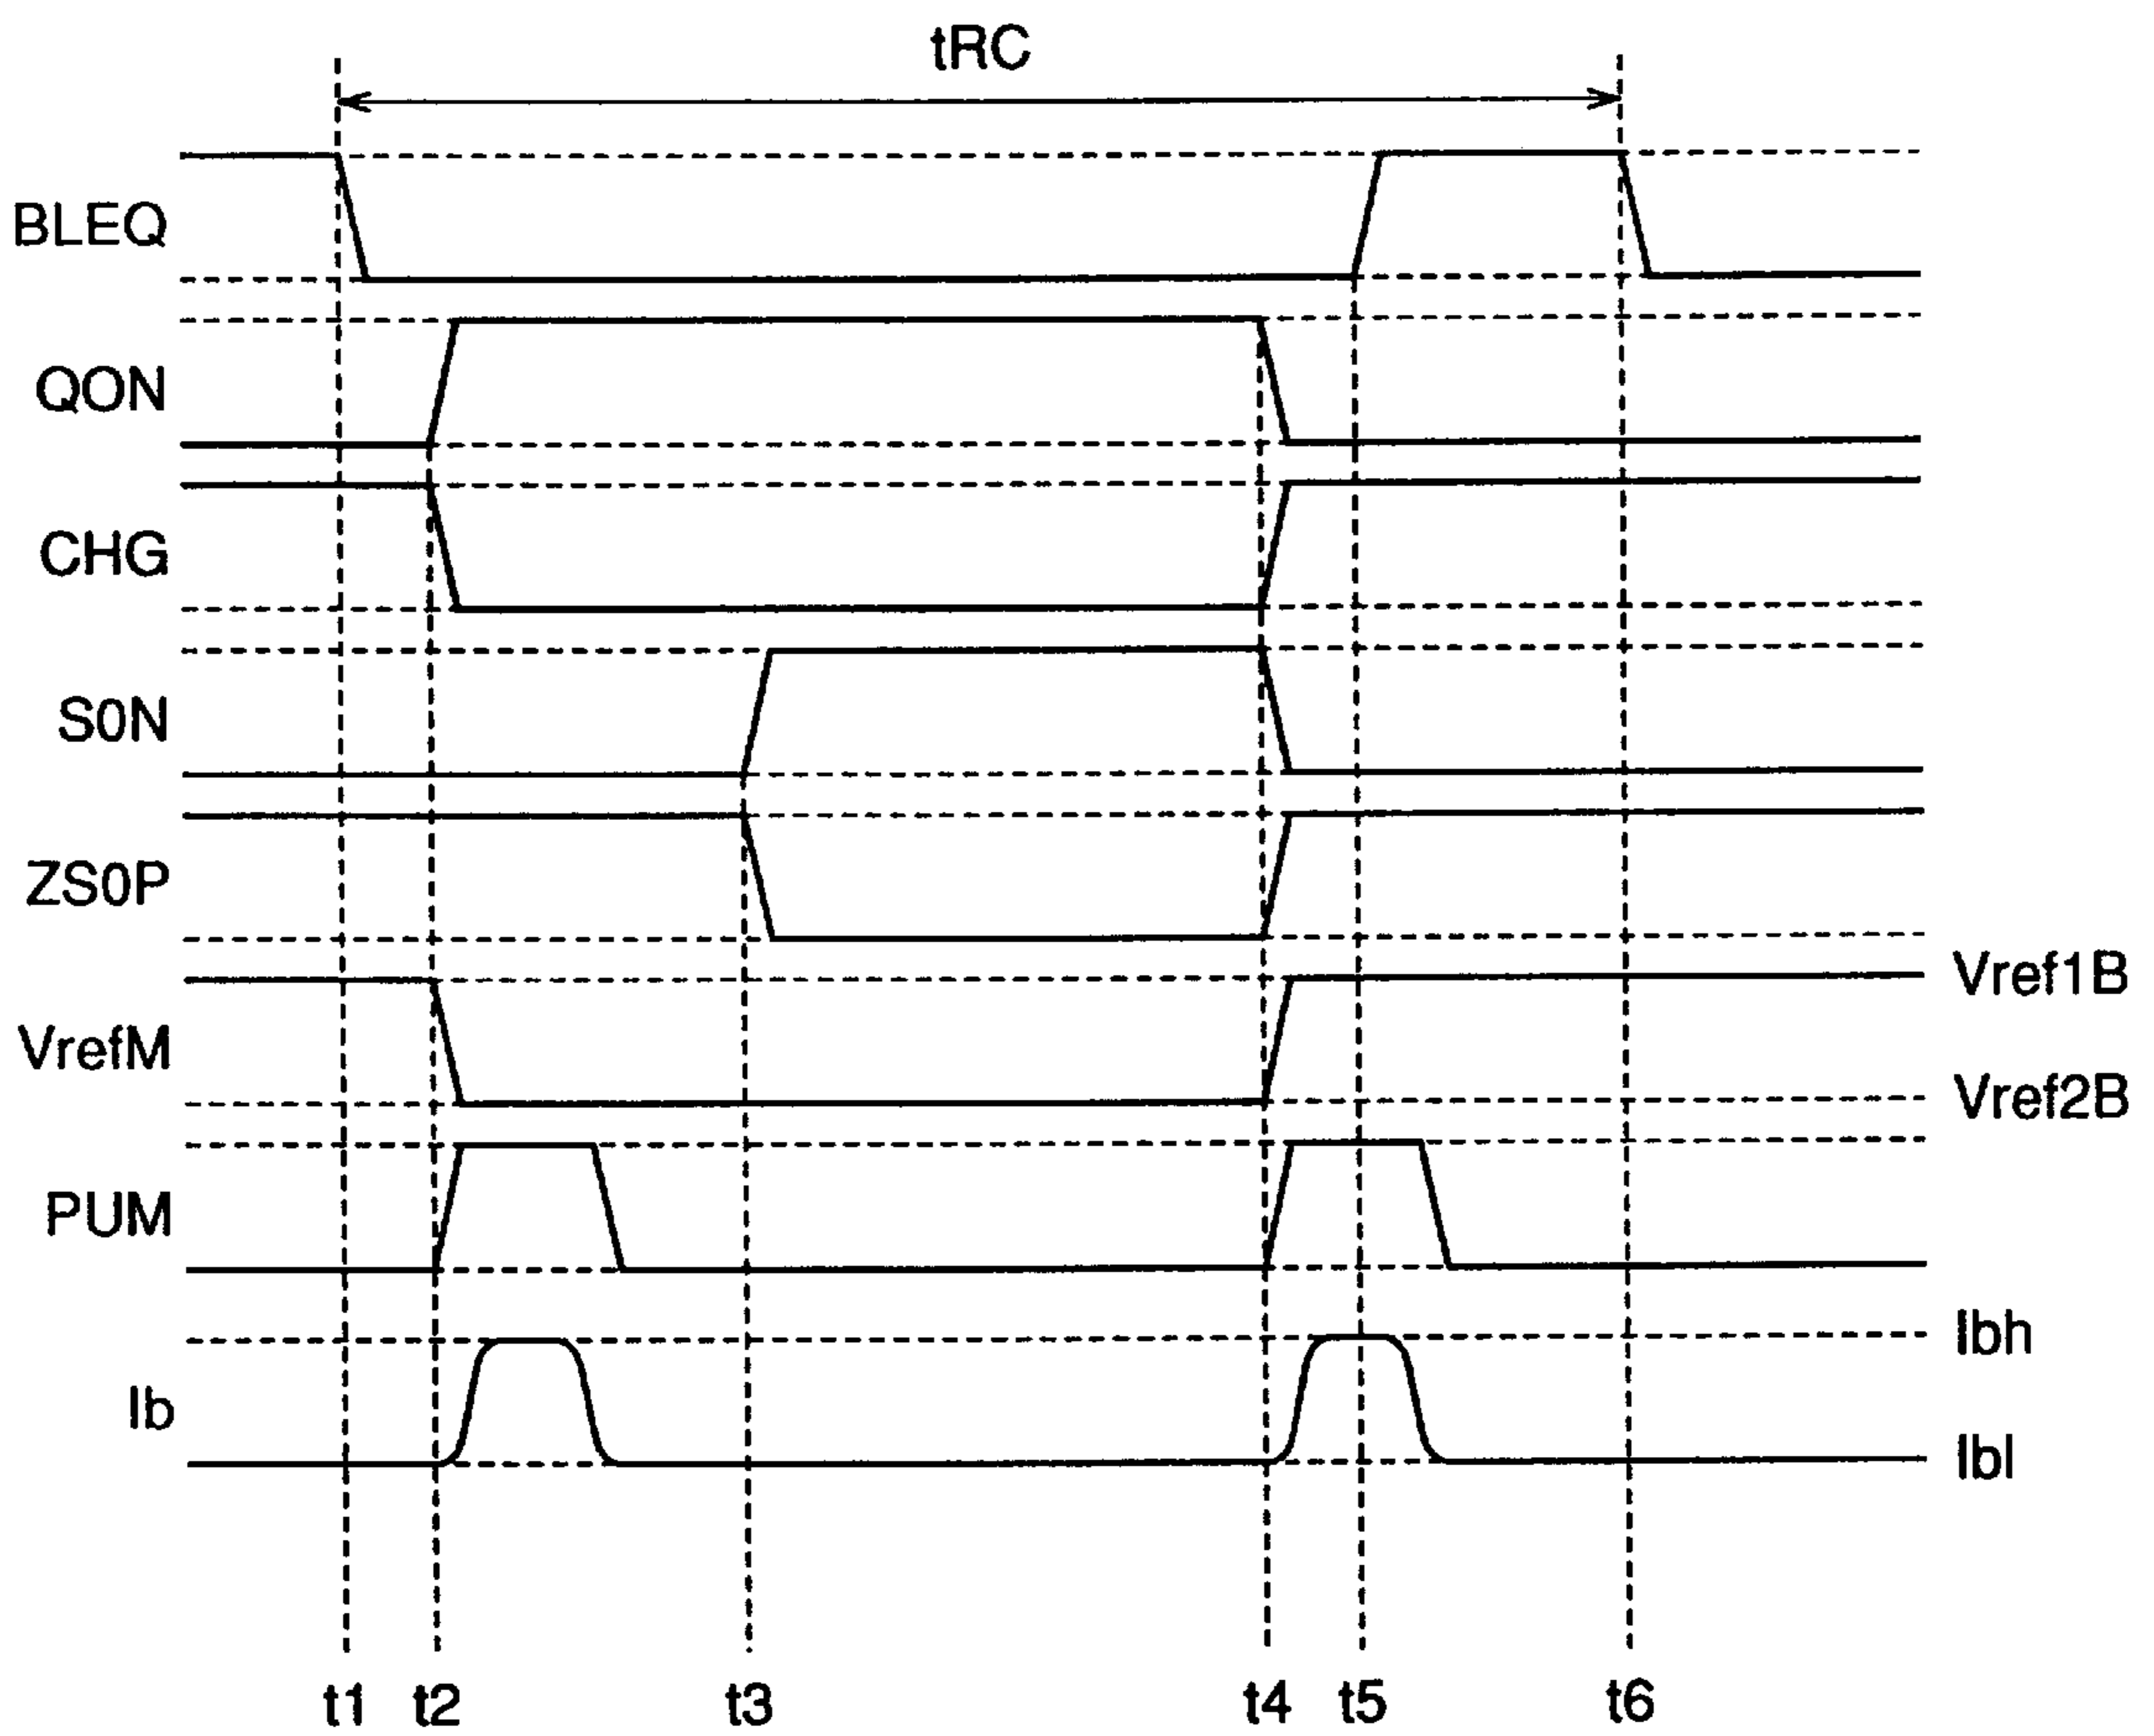 tRC
BLEQ
QON
CHG
S0N
ZS0P
Vref1B
VrefM
Vref2B
PUM
Ibh
Ib
Ibl
t1 t2 t3 t4 t5 t6